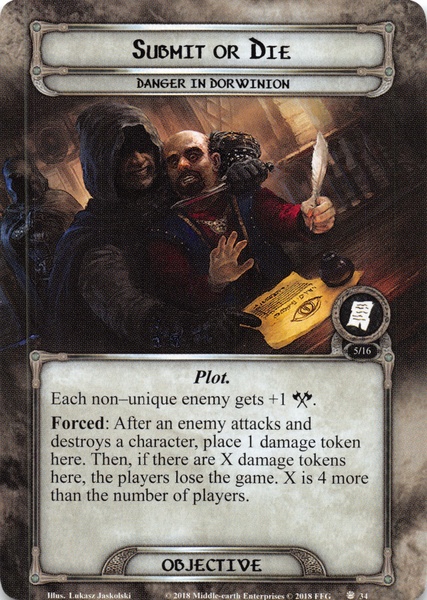 Submit or Die
Danger in Dorwinion
5/16
Plot.
Each non–unique enemy gets +1 .
Forced: After an enemy attacks and
destroys a character, place 1 damage token
here. Then, if there are X damage tokens
here, the players lose the game. X is 4 more
than the number of players.
Objective
Illus. Lukasz Jaskolski © 2018 Middle-earth Enterprises © 2018 FFG 34